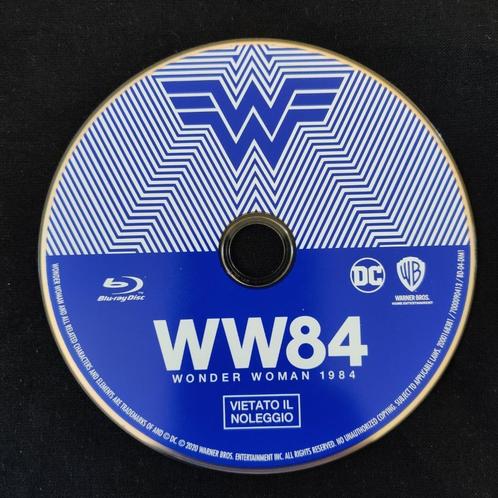 W
Blu-ray Disc
DC
WB
WARNER BROS.
HOME ENTERTAINMENT
WW84
WONDER WOMAN 1984
VIETATO IL
NOLEGGIO
WONDER WOMAN AND ALL RELATED CHARACTERS AND ELEMENTS ARE TRADEMARKS OF AND © DC. © 2020 WARNER BROS. ENTERTAINMENT INC. ALL RIGHTS RESERVED. NO UNAUTHORIZED COPYING. SUBJECT TO APPLICABLE LAWS.